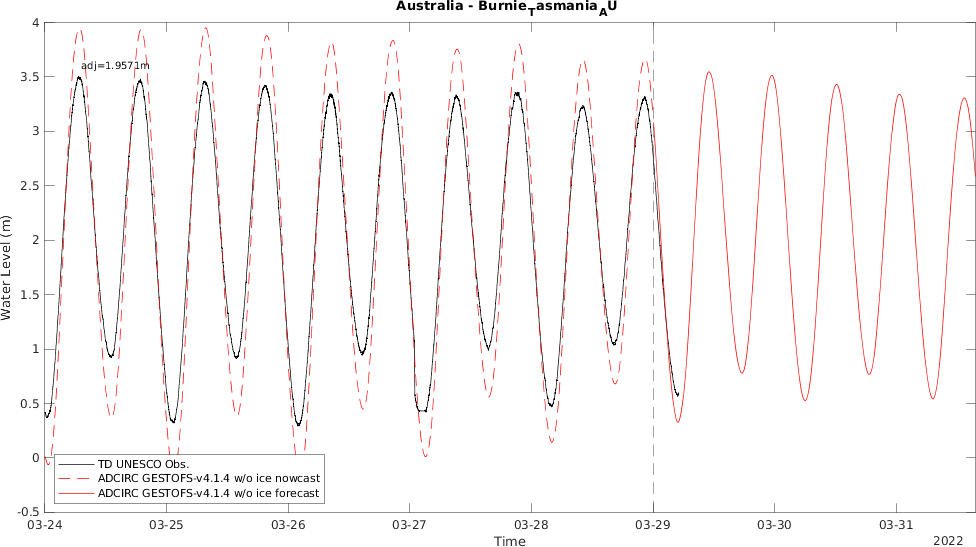 Australia - Burnie_Tasmania_AU
4
adj=1.9571m
3.5
3
2.5
2
1.5
1
0.5
0
-0.5
Water Level (m)
TD UNESCO Obs.
ADCIRC GESTOFS-v4.1.4 w/o ice nowcast
ADCIRC GESTOFS-v4.1.4 w/o ice forecast
03-24 03-25 03-26 03-27 03-28 03-29 03-30 03-31
Time
2022